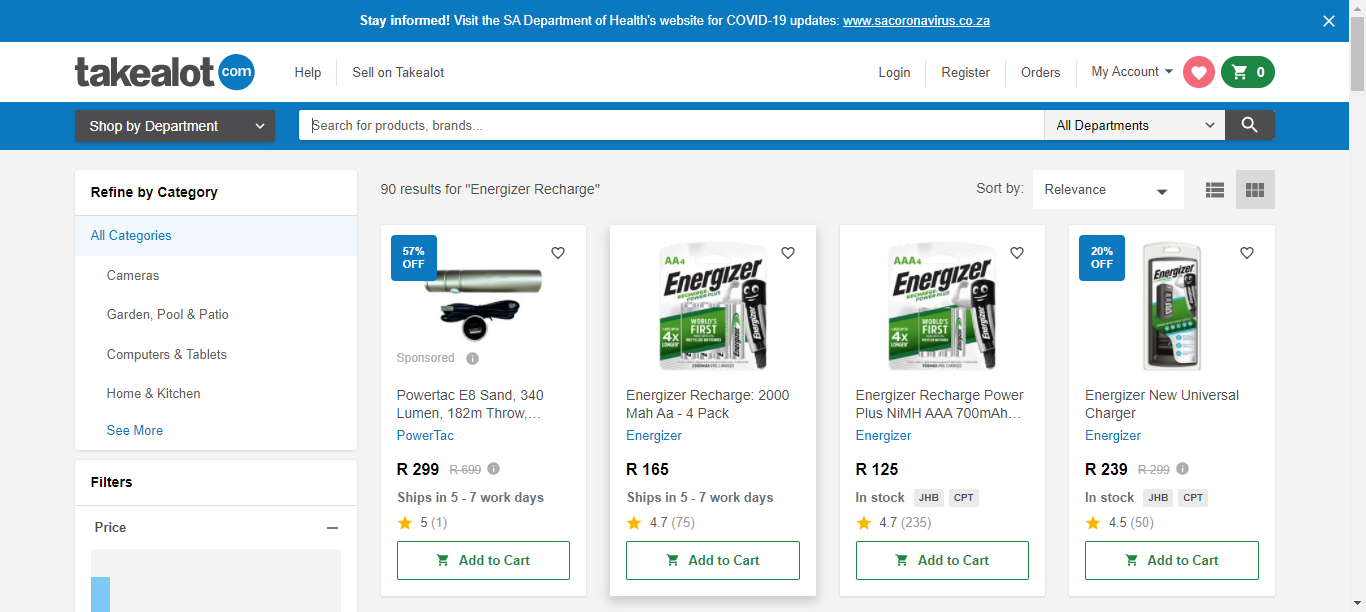 Stay informed! Visit the SA Department of Health's website for COVID-19 updates: www.sacoronavirus.co.za
takealot com
Help
Sell on Takealot
Login
Register
Orders
My Account
0
Shop by Department
Search for products, brands...
All Departments
Refine by Category
All Categories
Cameras
Garden, Pool & Patio
Computers & Tablets
Home & Kitchen
See More
Filters
Price
90 results for "Energizer Recharge"
Sort by:
Relevance
57%
OFF
Sponsored
Powertac E8 Sand, 340
Lumen, 182m Throw,...
PowerTac
R 299 R 699
Ships in 5 - 7 work days
5 (1)
Add to Cart
AA4
Energizer
RECHARGE
POWER PLUS
WORLD'S
FIRST
4x
LONGER
Energizer Recharge: 2000
Mah Aa - 4 Pack
Energizer
R 165
Ships in 5 - 7 work days
4.7 (75)
Add to Cart
AAA4
Energizer
RECHARGE
POWER PLUS
WORLD'S
FIRST
4x
LONGER
Energizer Recharge Power
Plus NiMH AAA 700mAh...
Energizer
R 125
In stock JHB CPT
4.7 (235)
Add to Cart
20%
OFF
Energizer
Energizer New Universal
Charger
Energizer
R 239 R 299
In stock JHB CPT
4.5 (50)
Add to Cart